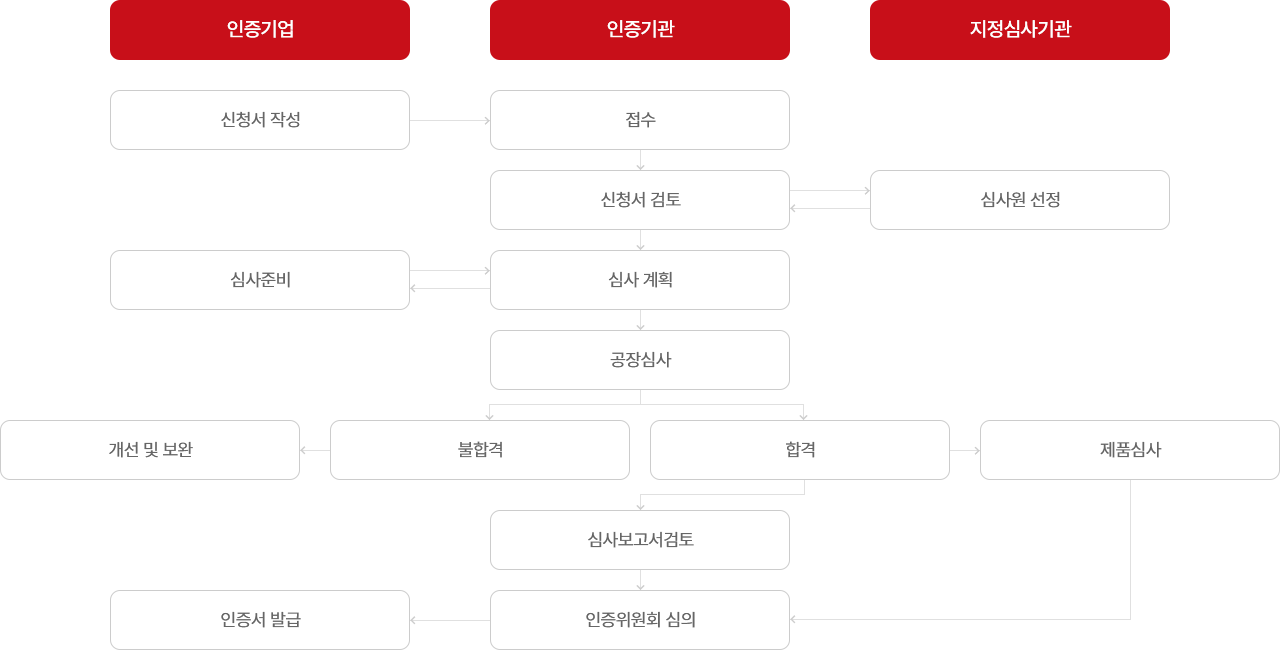 인증기업
인증기관
지정심사기관
신청서 작성
접수
신청서 검토
심사원 선정
심사준비
심사 계획
공장심사
개선 및 보완
불합격
합격
제품심사
심사보고서검토
인증서 발급
인증위원회 심의